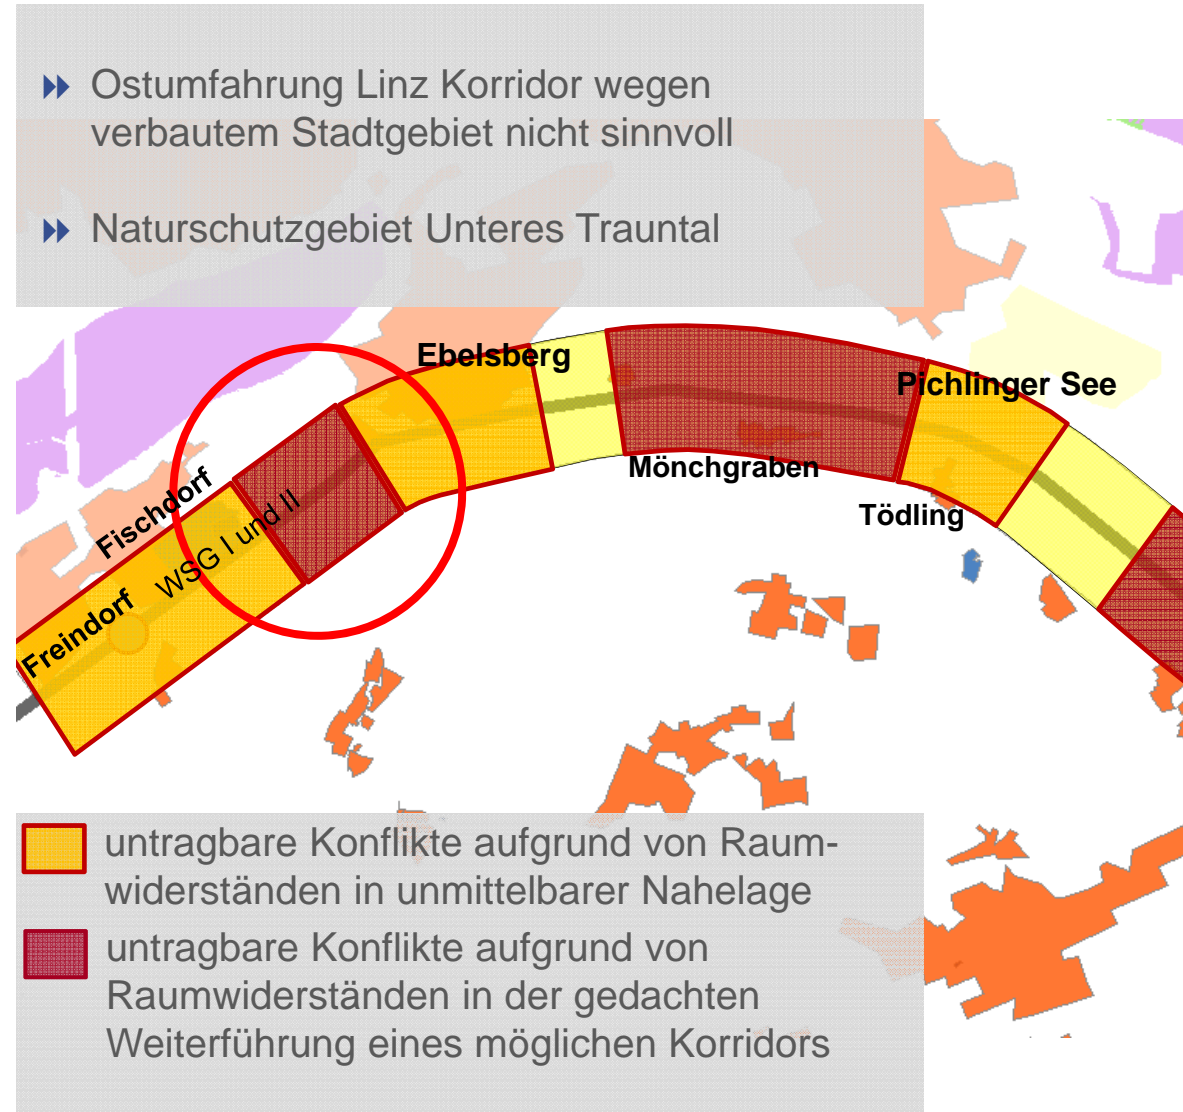 Ostumfahrung Linz Korridor wegen
verbautem Stadtgebiet nicht sinnvoll
Naturschutzgebiet Unteres Trauntal
Ebelsberg
Pichlinger See
Mönchgraben
Tödling
Fischdorf
WSG I und II
Freindorf
untragbare Konflikte aufgrund von Raum-
widerständen in unmittelbarer Nahelage
untragbare Konflikte aufgrund von
Raumwiderständen in der gedachten
Weiterführung eines möglichen Korridors